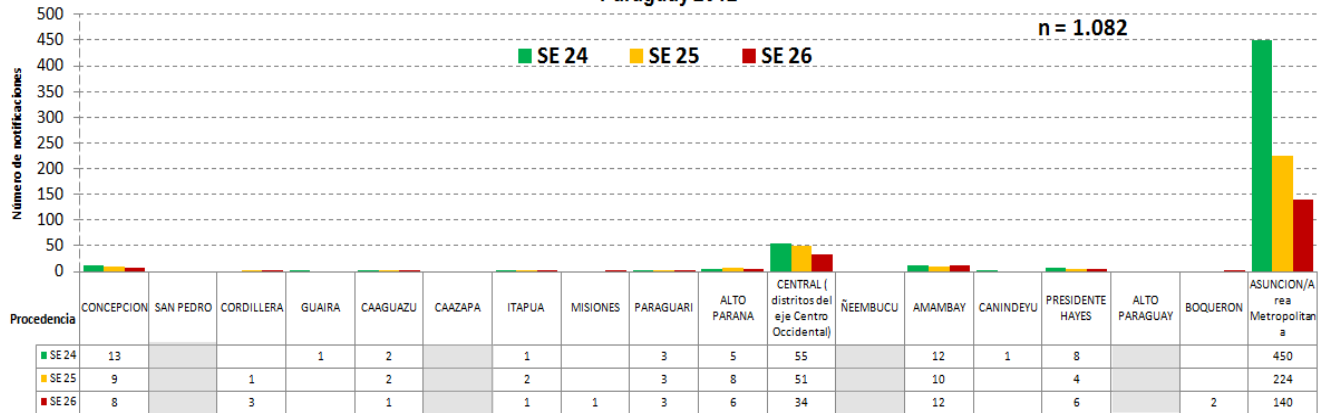 Paraguay 2012
n = 1.082
SE 24 SE 25 SE 26
Número de notificaciones
500
450
400
350
300
250
200
150
100
50
0
Procedencia
CONCEPCION
SAN PEDRO
CORDILLERA
GUAIRA
CAAGUAZU
CAAZAPA
ITAPUA
MISIONES
PARAGUARI
ALTO
PARANA
CENTRAL (
distritos del
eje Centro
Occidental)
ÑEEMBUCU
AMAMBAY
CANINDEYU
PRESIDENTE
HAYES
ALTO
PARAGUAY
BOQUERON
ASUNCION/A
rea
Metropolitan
a
SE 24 13 1 2 1 3 5 55 12 1 8 450
SE 25 9 1 2 2 3 8 51 10 4 224
SE 26 8 3 1 1 1 3 6 34 12 6 2 140